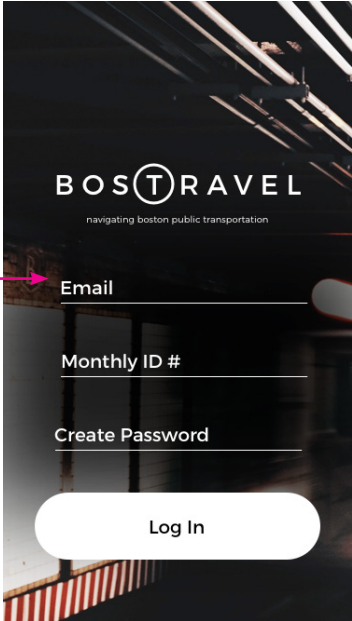 BOSTRAVEL
navigating boston public transportation
Email
Monthly ID #
Create Password
Log In